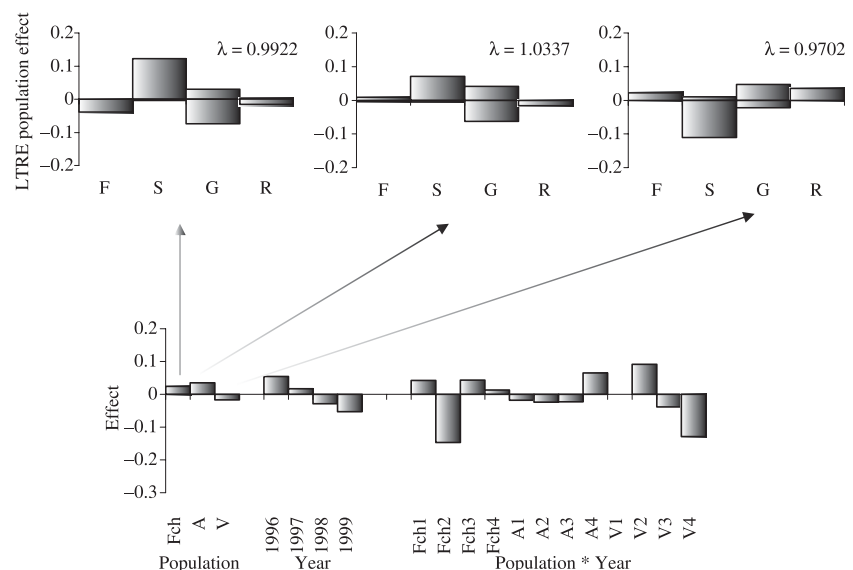 LTRE population effect
0.2
0.1
0
–0.1
–0.2
λ = 0.9922
F S G R
0.2
0.1
0
–0.1
–0.2
λ = 1.0337
F S G R
0.2
0.1
0
–0.1
–0.2
λ = 0.9702
F S G R
Effect
0.2
0.1
0
–0.1
–0.2
–0.3
Fch A V 1996 1997 1998 1999 Fch1 Fch2 Fch3 Fch4 A1 A2 A3 A4 V1 V2 V3 V4
Population Year Population * Year